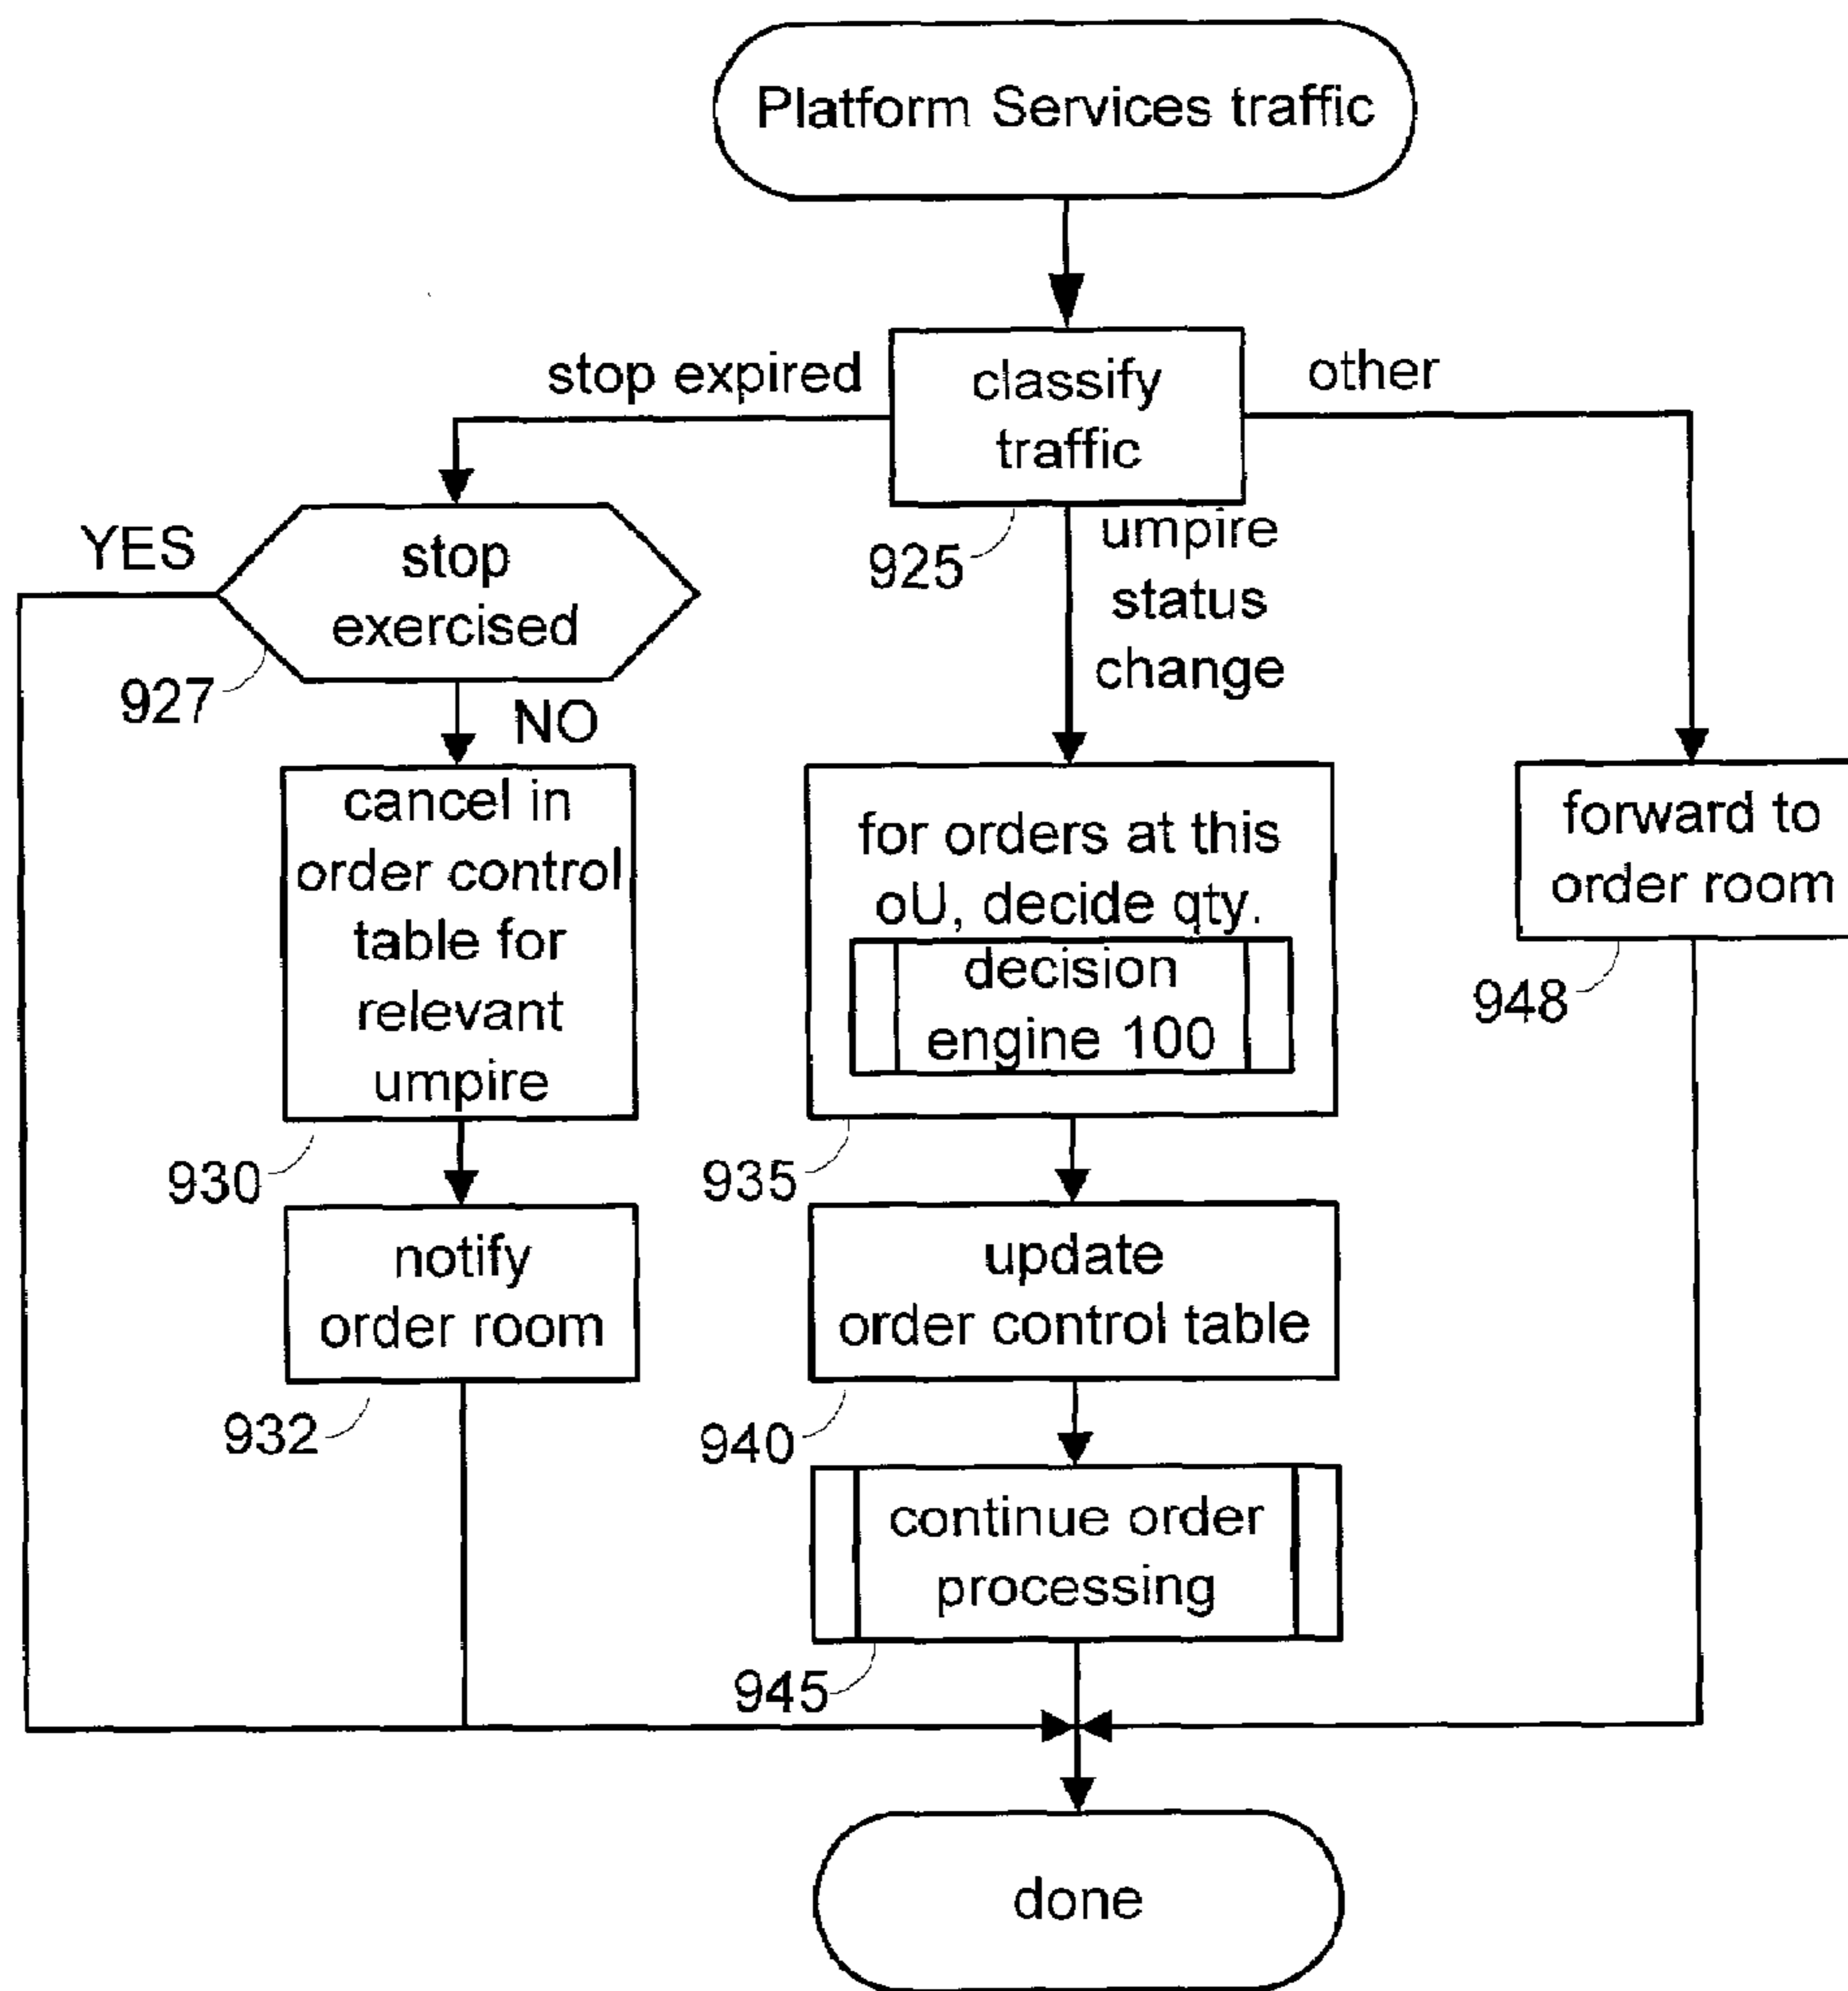 Platform Services traffic
stop expired
classify
traffic
other
925
umpire
status
change
YES
stop
exercised
927
NO
cancel in
order control
table for
relevant
umpire
930
notify
order room
932
for orders at this
oU, decide qty.
decision
engine 100
935
update
order control table
940
continue order
processing
945
forward to
order room
948
done